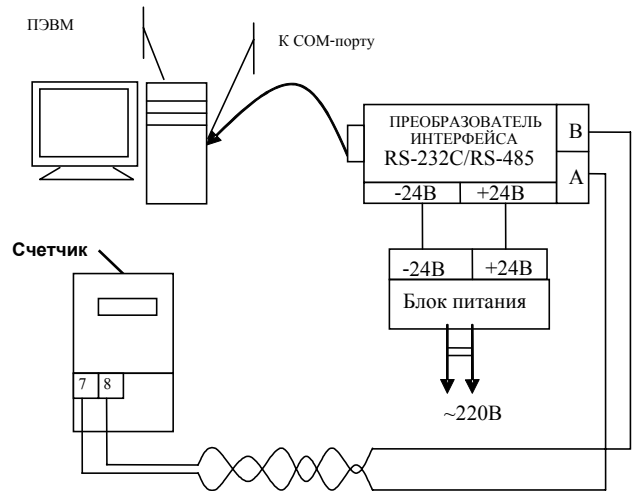 ПЭВМ
К COM-порту
ПРЕОБРАЗОВАТЕЛЬ
ИНТЕРФЕЙСА
RS-232C/RS-485
В
А
-24В
+24В
Счетчик
-24В
+24В
Блок питания
7
8
~220В